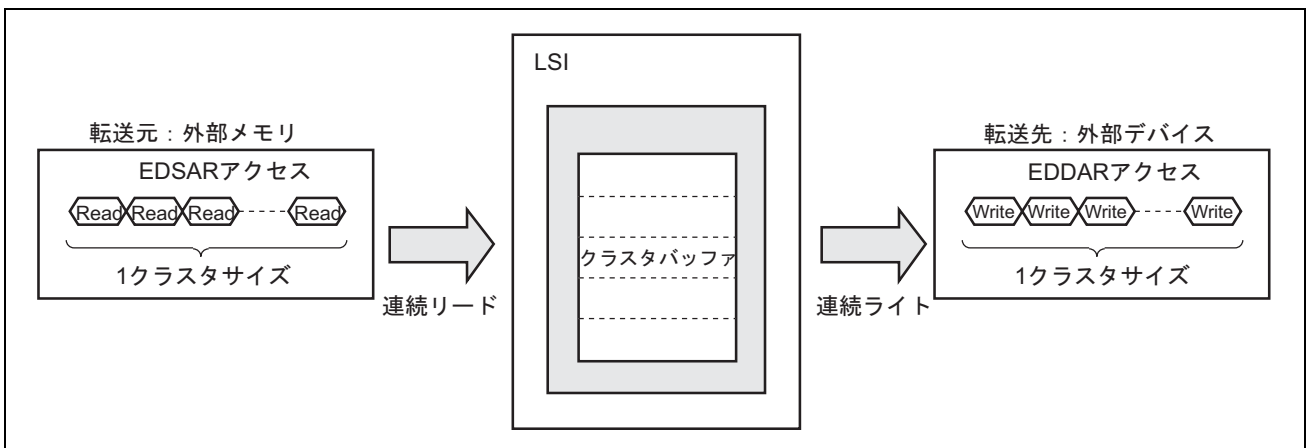 LSI
転送元：外部メモリ
EDSARアクセス
Read Read Read Read
1クラスタサイズ
連続リード
クラスタバッファ
連続ライト
転送先：外部デバイス
EDDARアクセス
Write Write Write Write
1クラスタサイズ